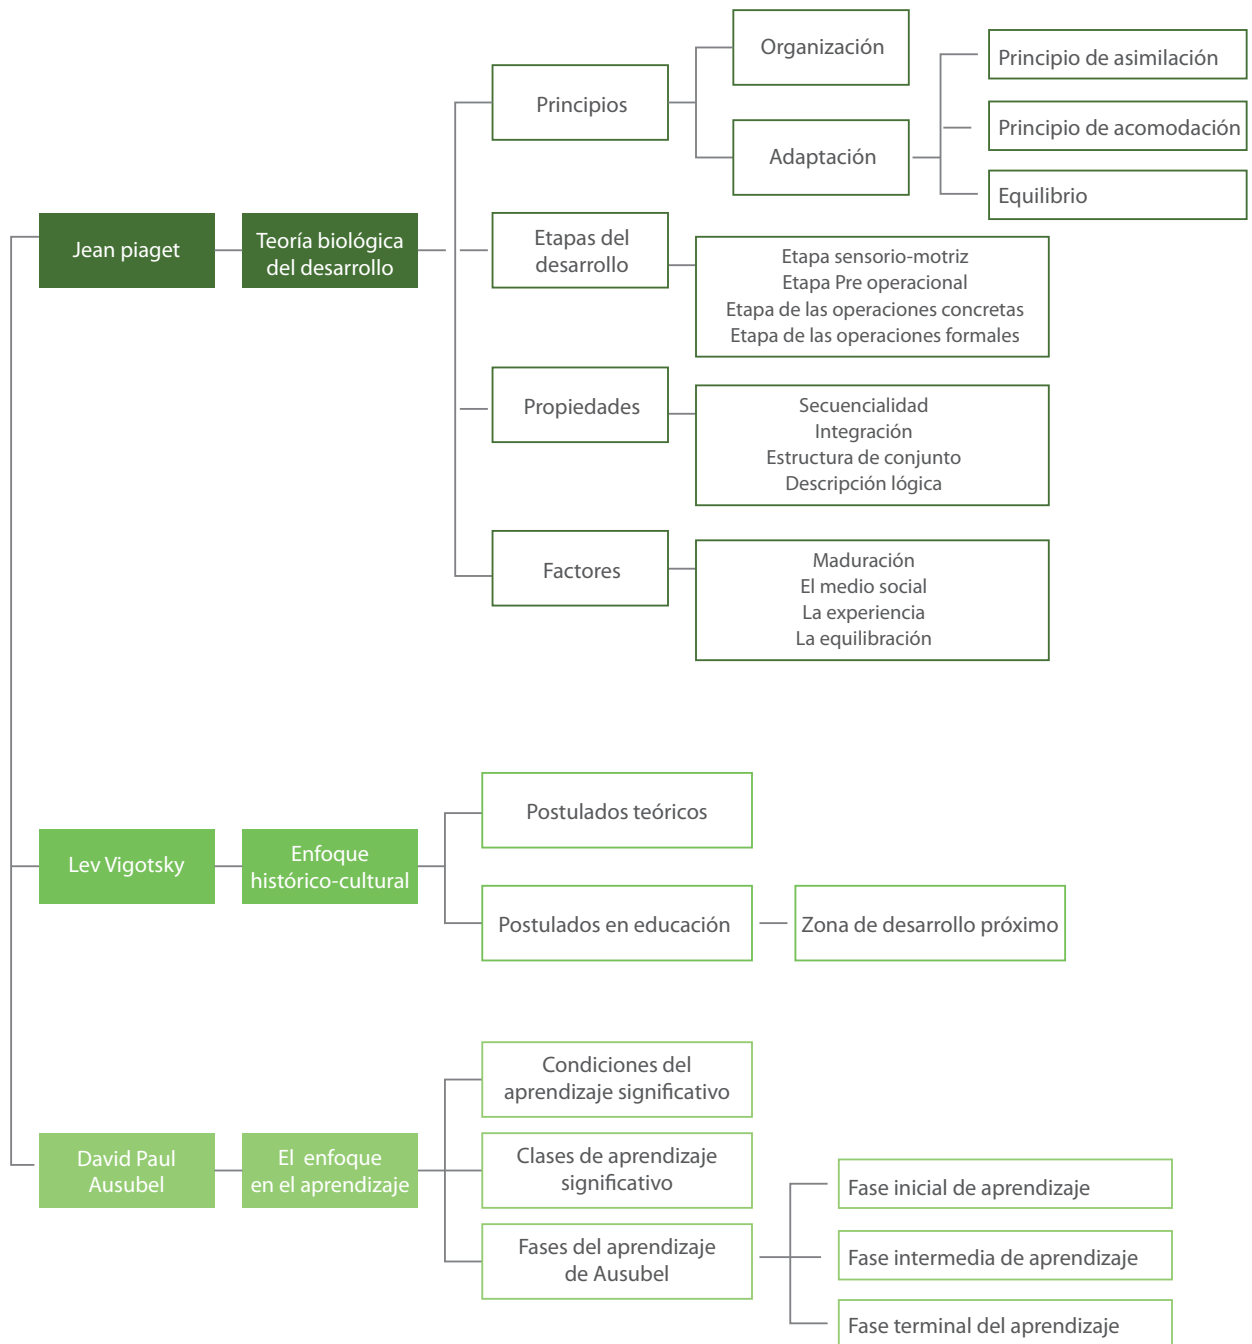 Jean piaget
Teoría biológica
del desarrollo
Principios
Organización
Adaptación
Principio de asimilación
Principio de acomodación
Equilibrio
Etapas del
desarrollo
Etapa sensorio-motriz
Etapa Pre operacional
Etapa de las operaciones concretas
Etapa de las operaciones formales
Propiedades
Secuencialidad
Integración
Estructura de conjunto
Descripción lógica
Factores
Maduración
El medio social
La experiencia
La equilibración
Lev Vigotsky
Enfoque
histórico-cultural
Postulados teóricos
Postulados en educación
Zona de desarrollo próximo
David Paul
Ausubel
El enfoque
en el aprendizaje
Condiciones del
aprendizaje significativo
Clases de aprendizaje
significativo
Fases del aprendizaje
de Ausubel
Fase inicial de aprendizaje
Fase intermedia de aprendizaje
Fase terminal del aprendizaje